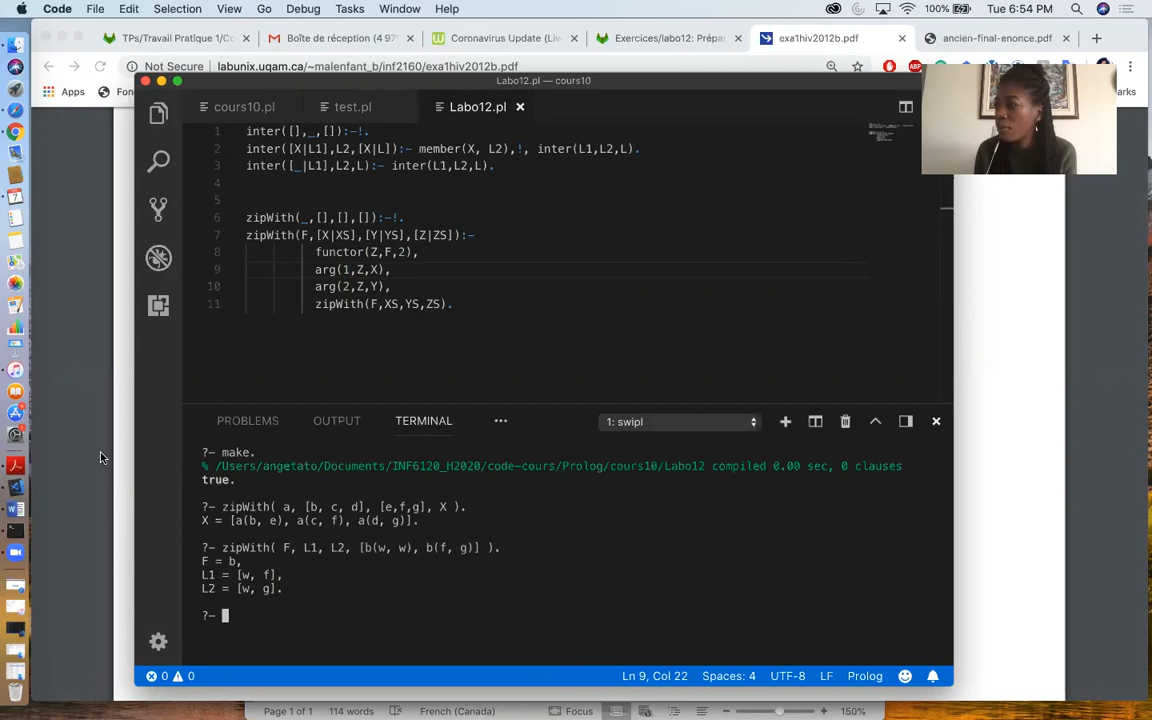 Code File Edit Selection View Go Debug Tasks Window Help 100% Tue 6:54 PM
TPs/Travail Pratique 1/Co Boîte de réception (4 97 Coronavirus Update (Liv Exercices/labo12: Prépar exa1hiv2012b.pdf ancien-final-enonce.pdf
Not Secure labunix.uqam.ca/~malenfant_b/inf2160/exa1hiv2012b.pdf ABP
Apps Fon
Labo12.pl — cours10
cours10.pl test.pl Labo12.pl
1 inter([],_,[]):-!.
2 inter([X|L1],L2,[X|L]):- member(X, L2),!, inter(L1,L2,L).
3 inter([_|L1],L2,L):- inter(L1,L2,L).
4
5
6 zipWith(_,[],[],[]):-!.
7 zipWith(F,[X|XS],[Y|YS],[Z|ZS]):-
8 functor(Z,F,2),
9 arg(1,Z,X),
10 arg(2,Z,Y),
11 zipWith(F,XS,YS,ZS).
PROBLEMS OUTPUT TERMINAL ••• 1: swipl
?- make.
% /Users/angetato/Documents/INF6120_H2020/code-cours/Prolog/cours10/Labo12 compiled 0.00 sec, 0 clauses
true.
?- zipWith( a, [b, c, d], [e,f,g], X ).
X = [a(b, e), a(c, f), a(d, g)].
?- zipWith( F, L1, L2, [b(w, w), b(f, g)] ).
F = b,
L1 = [w, f],
L2 = [w, g].
?-
0 0 Ln 9, Col 22 Spaces: 4 UTF-8 LF Prolog
Page 1 of 1 114 words French (Canada) Focus 150%